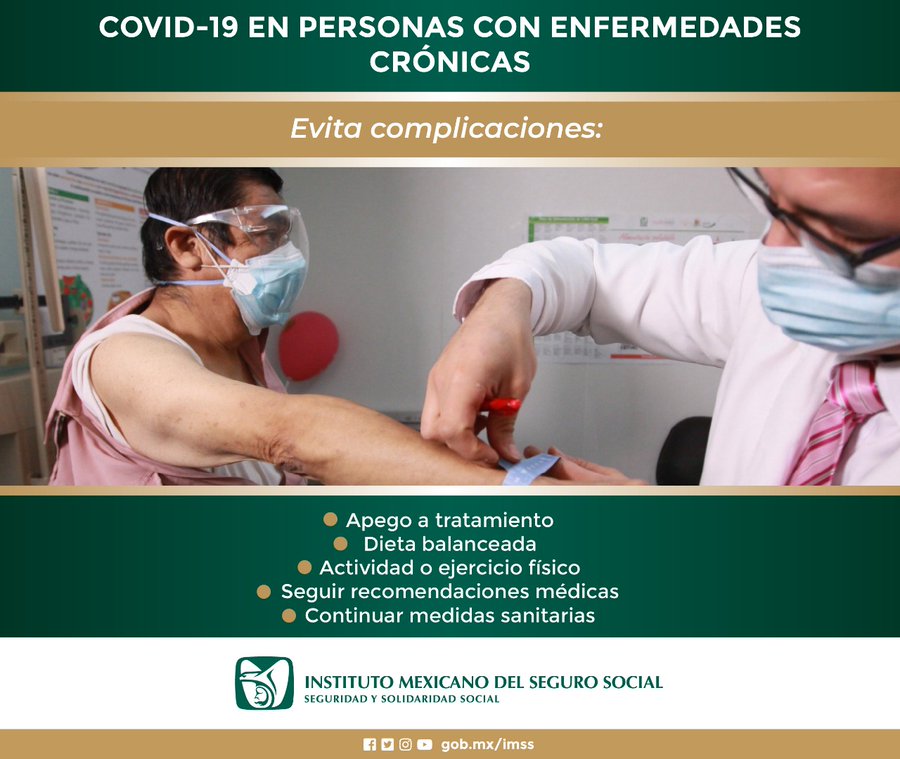 COVID-19 EN PERSONAS CON ENFERMEDADES
CRÓNICAS
Evita complicaciones:
Apego a tratamiento
Dieta balanceada
Actividad o ejercicio físico
Seguir recomendaciones médicas
Continuar medidas sanitarias
INSTITUTO MEXICANO DEL SEGURO SOCIAL
SEGURIDAD Y SOLIDARIDAD SOCIAL
gob.mx/imss